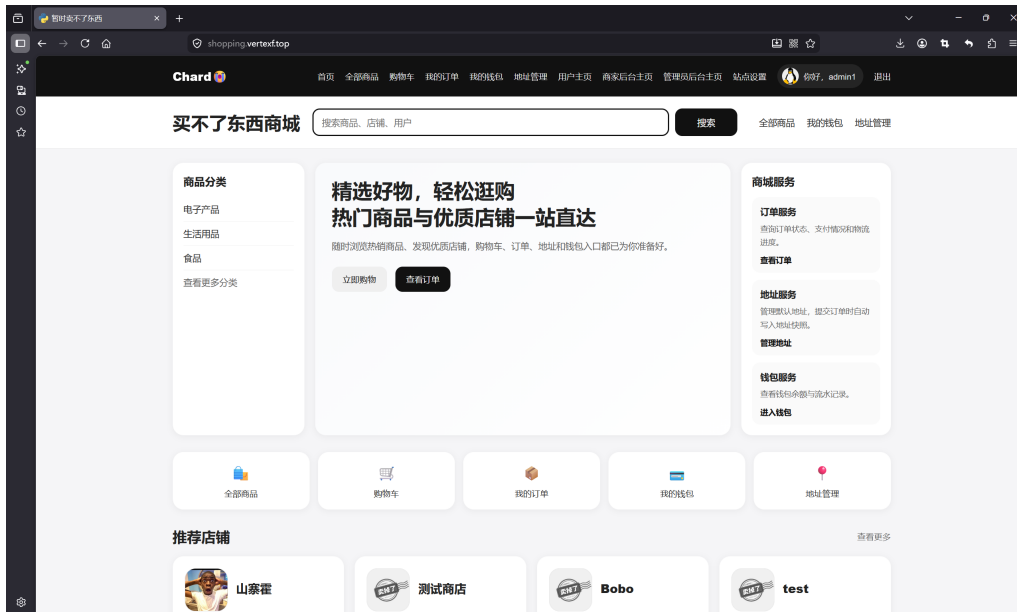 暂时卖不了东西
shopping.vertexf.top
Chard
首页 全部商品 购物车 我的订单 我的钱包 地址管理 用户主页 商家后台主页 管理员后台主页 站点设置 你好，admin1 退出
买不了东西商城
搜索商品、店铺、用户
搜索
全部商品 我的钱包 地址管理
商品分类
电子产品
生活用品
食品
查看更多分类
精选好物，轻松逛购
热门商品与优质店铺一站直达
随时浏览热销商品、发现优质店铺，购物车、订单、地址和钱包入口都已为你准备好。
立即购物 查看订单
商城服务
订单服务
查询订单状态、支付情况和物流
进度。
查看订单
地址服务
管理默认地址，提交订单时自动
写入地址快照。
管理地址
钱包服务
查看钱包余额与流水记录。
进入钱包
全部商品 购物车 我的订单 我的钱包 地址管理
推荐店铺
查看更多
山寨霍
测试商店
Bobo
test